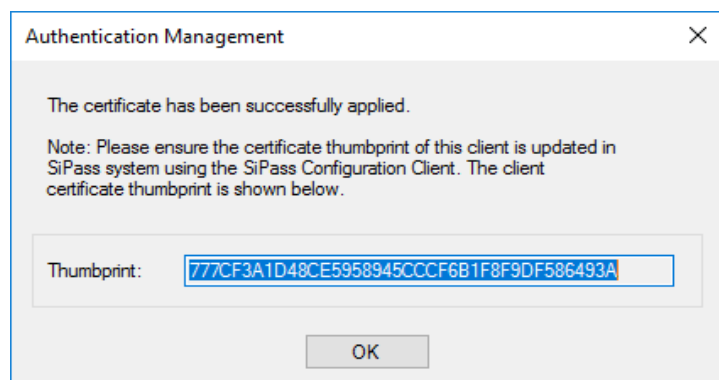 Authentication Management
The certificate has been successfully applied.
Note: Please ensure the certificate thumbprint of this client is updated in
SiPass system using the SiPass Configuration Client. The client
certificate thumbprint is shown below.
Thumbprint: 777CF3A1D48CE5958945CCCF6B1F8F9DF586493A
OK